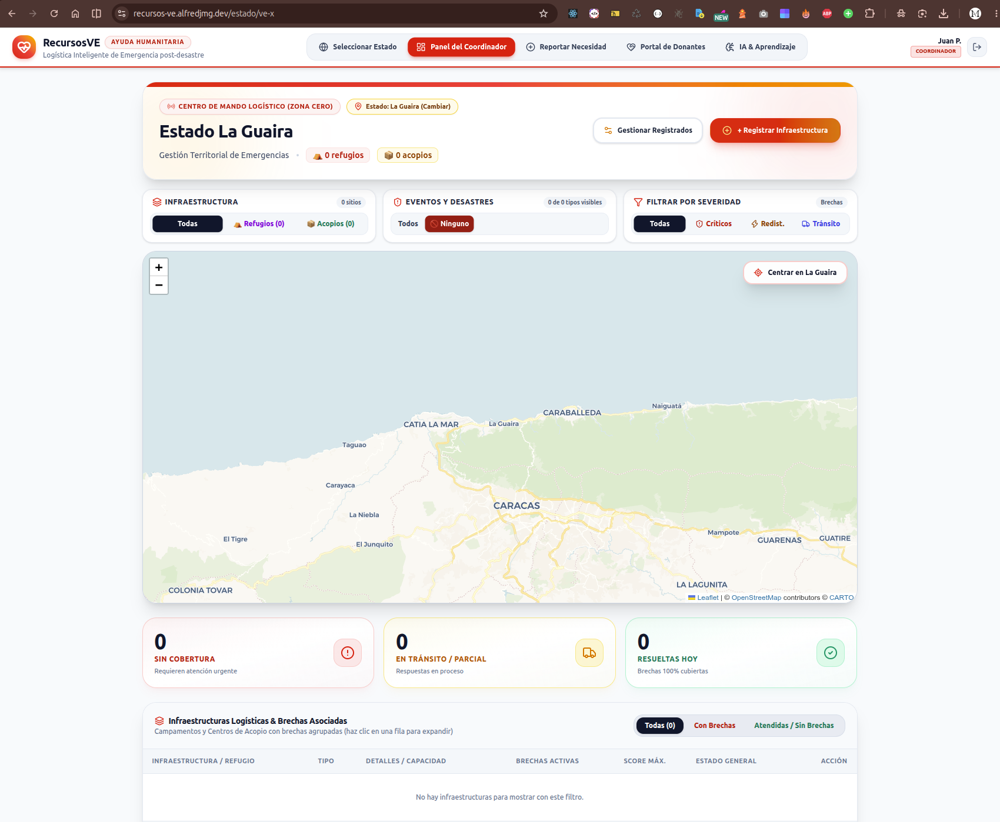 recursos-ve.alfredjmg.dev/estado/ve-x
NEW
ABP
M
RecursosVE
AYUDA HUMANITARIA
Logística Inteligente de Emergencia post-desastre
Seleccionar Estado
Panel del Coordinador
Reportar Necesidad
Portal de Donantes
IA & Aprendizaje
Juan P.
COORDINADOR
CENTRO DE MANDO LOGÍSTICO (ZONA CERO)
Estado: La Guaira (Cambiar)
Estado La Guaira
Gestionar Registrados
+ Registrar Infraestructura
Gestión Territorial de Emergencias • 0 refugios 0 acopios
INFRAESTRUCTURA
0 sitios
Todas
Refugios (0)
Acopios (0)
EVENTOS Y DESASTRES
0 de 0 tipos visibles
Todos
Ninguno
FILTRAR POR SEVERIDAD
Brechas
Todas
Críticos
Redist.
Tránsito
+
−
Centrar en La Guaira
Naiguatá
CARABALLEDA
CATIA LA MAR
La Guaira
Taguao
Carayaca
CARACAS
La Niebla
Mampote
El Tigre
GUARENAS
GUATIRE
El Junquito
LA LAGUNITA
COLONIA TOVAR
Leaflet | © OpenStreetMap contributors © CARTO
0
SIN COBERTURA
Requieren atención urgente
0
EN TRÁNSITO / PARCIAL
Respuestas en proceso
0
RESUELTAS HOY
Brechas 100% cubiertas
Infraestructuras Logísticas & Brechas Asociadas
Campamentos y Centros de Acopio con brechas agrupadas (haz clic en una fila para expandir)
Todas (0)
Con Brechas
Atendidas / Sin Brechas
INFRAESTRUCTURA / REFUGIO
TIPO
DETALLES / CAPACIDAD
BRECHAS ACTIVAS
SCORE MÁX.
ESTADO GENERAL
ACCIÓN
No hay infraestructuras para mostrar con este filtro.